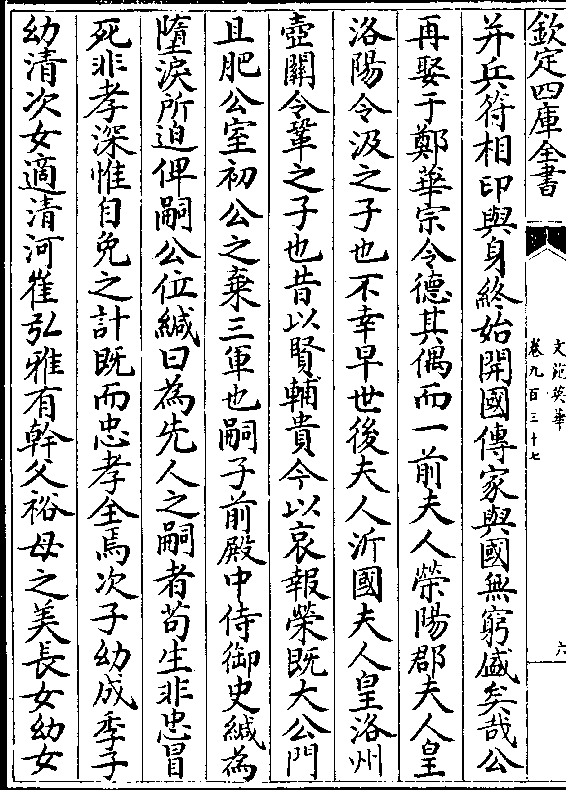 欽定四庫全書
文苑英華
卷九百三十七
六
并兵符相印與身終始開國傳家與國無窮盛矣哉公
再娶于鄭華宗令德其偶而一前夫人滎陽郡夫人皇
洛陽令汲之子也不幸早世後夫人沂國夫人皇洛州
壺關令鞏之子也昔以賢輔貴今以哀報榮既大公門
且肥公室初公之棄三軍也嗣子前殿中侍御史緘為
墮淚所迫俾嗣公位緘曰為先人之嗣者苟生非忠冒
死非孝深惟自免之計既而忠孝全焉次子幼成季子
幼清次女適清河崔弘雅有幹父裕母之美長女幼女